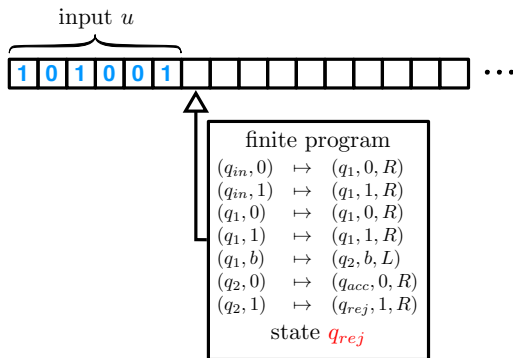 input u
1 0 1 0 0 1 ...
finite program
(q_in, 0) ↦ (q_1, 0, R)
(q_in, 1) ↦ (q_1, 1, R)
(q_1, 0) ↦ (q_1, 0, R)
(q_1, 1) ↦ (q_1, 1, R)
(q_1, b) ↦ (q_2, b, L)
(q_2, 0) ↦ (q_acc, 0, R)
(q_2, 1) ↦ (q_rej, 1, R)
state q_rej